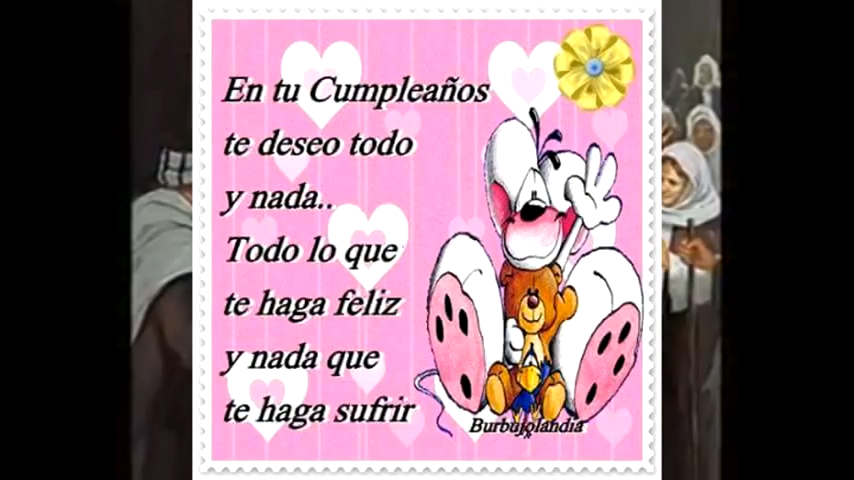 En tu Cumpleaños
te deseo todo
y nada..
Todo lo que
te haga feliz
y nada que
te haga sufrir
Burbujolandia